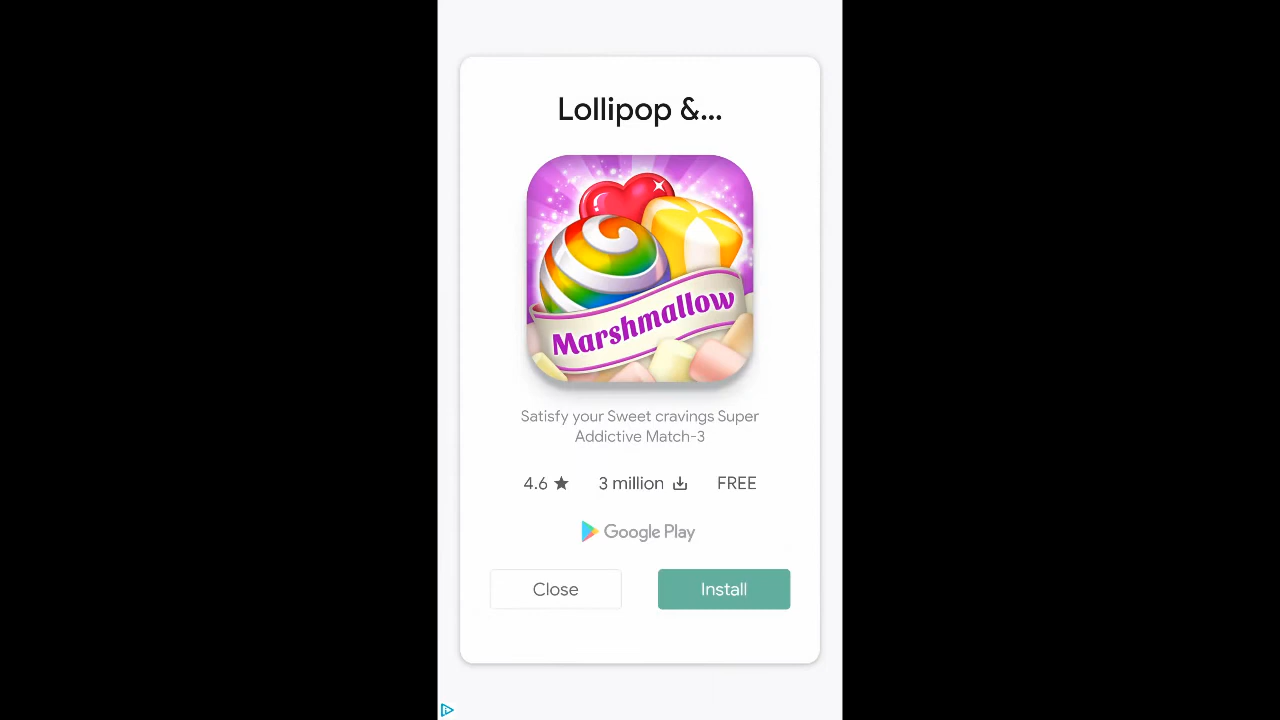 Lollipop &...
Marshmallow
Satisfy your Sweet cravings Super
Addictive Match-3
4.6 ★ 3 million FREE
Google Play
Close Install